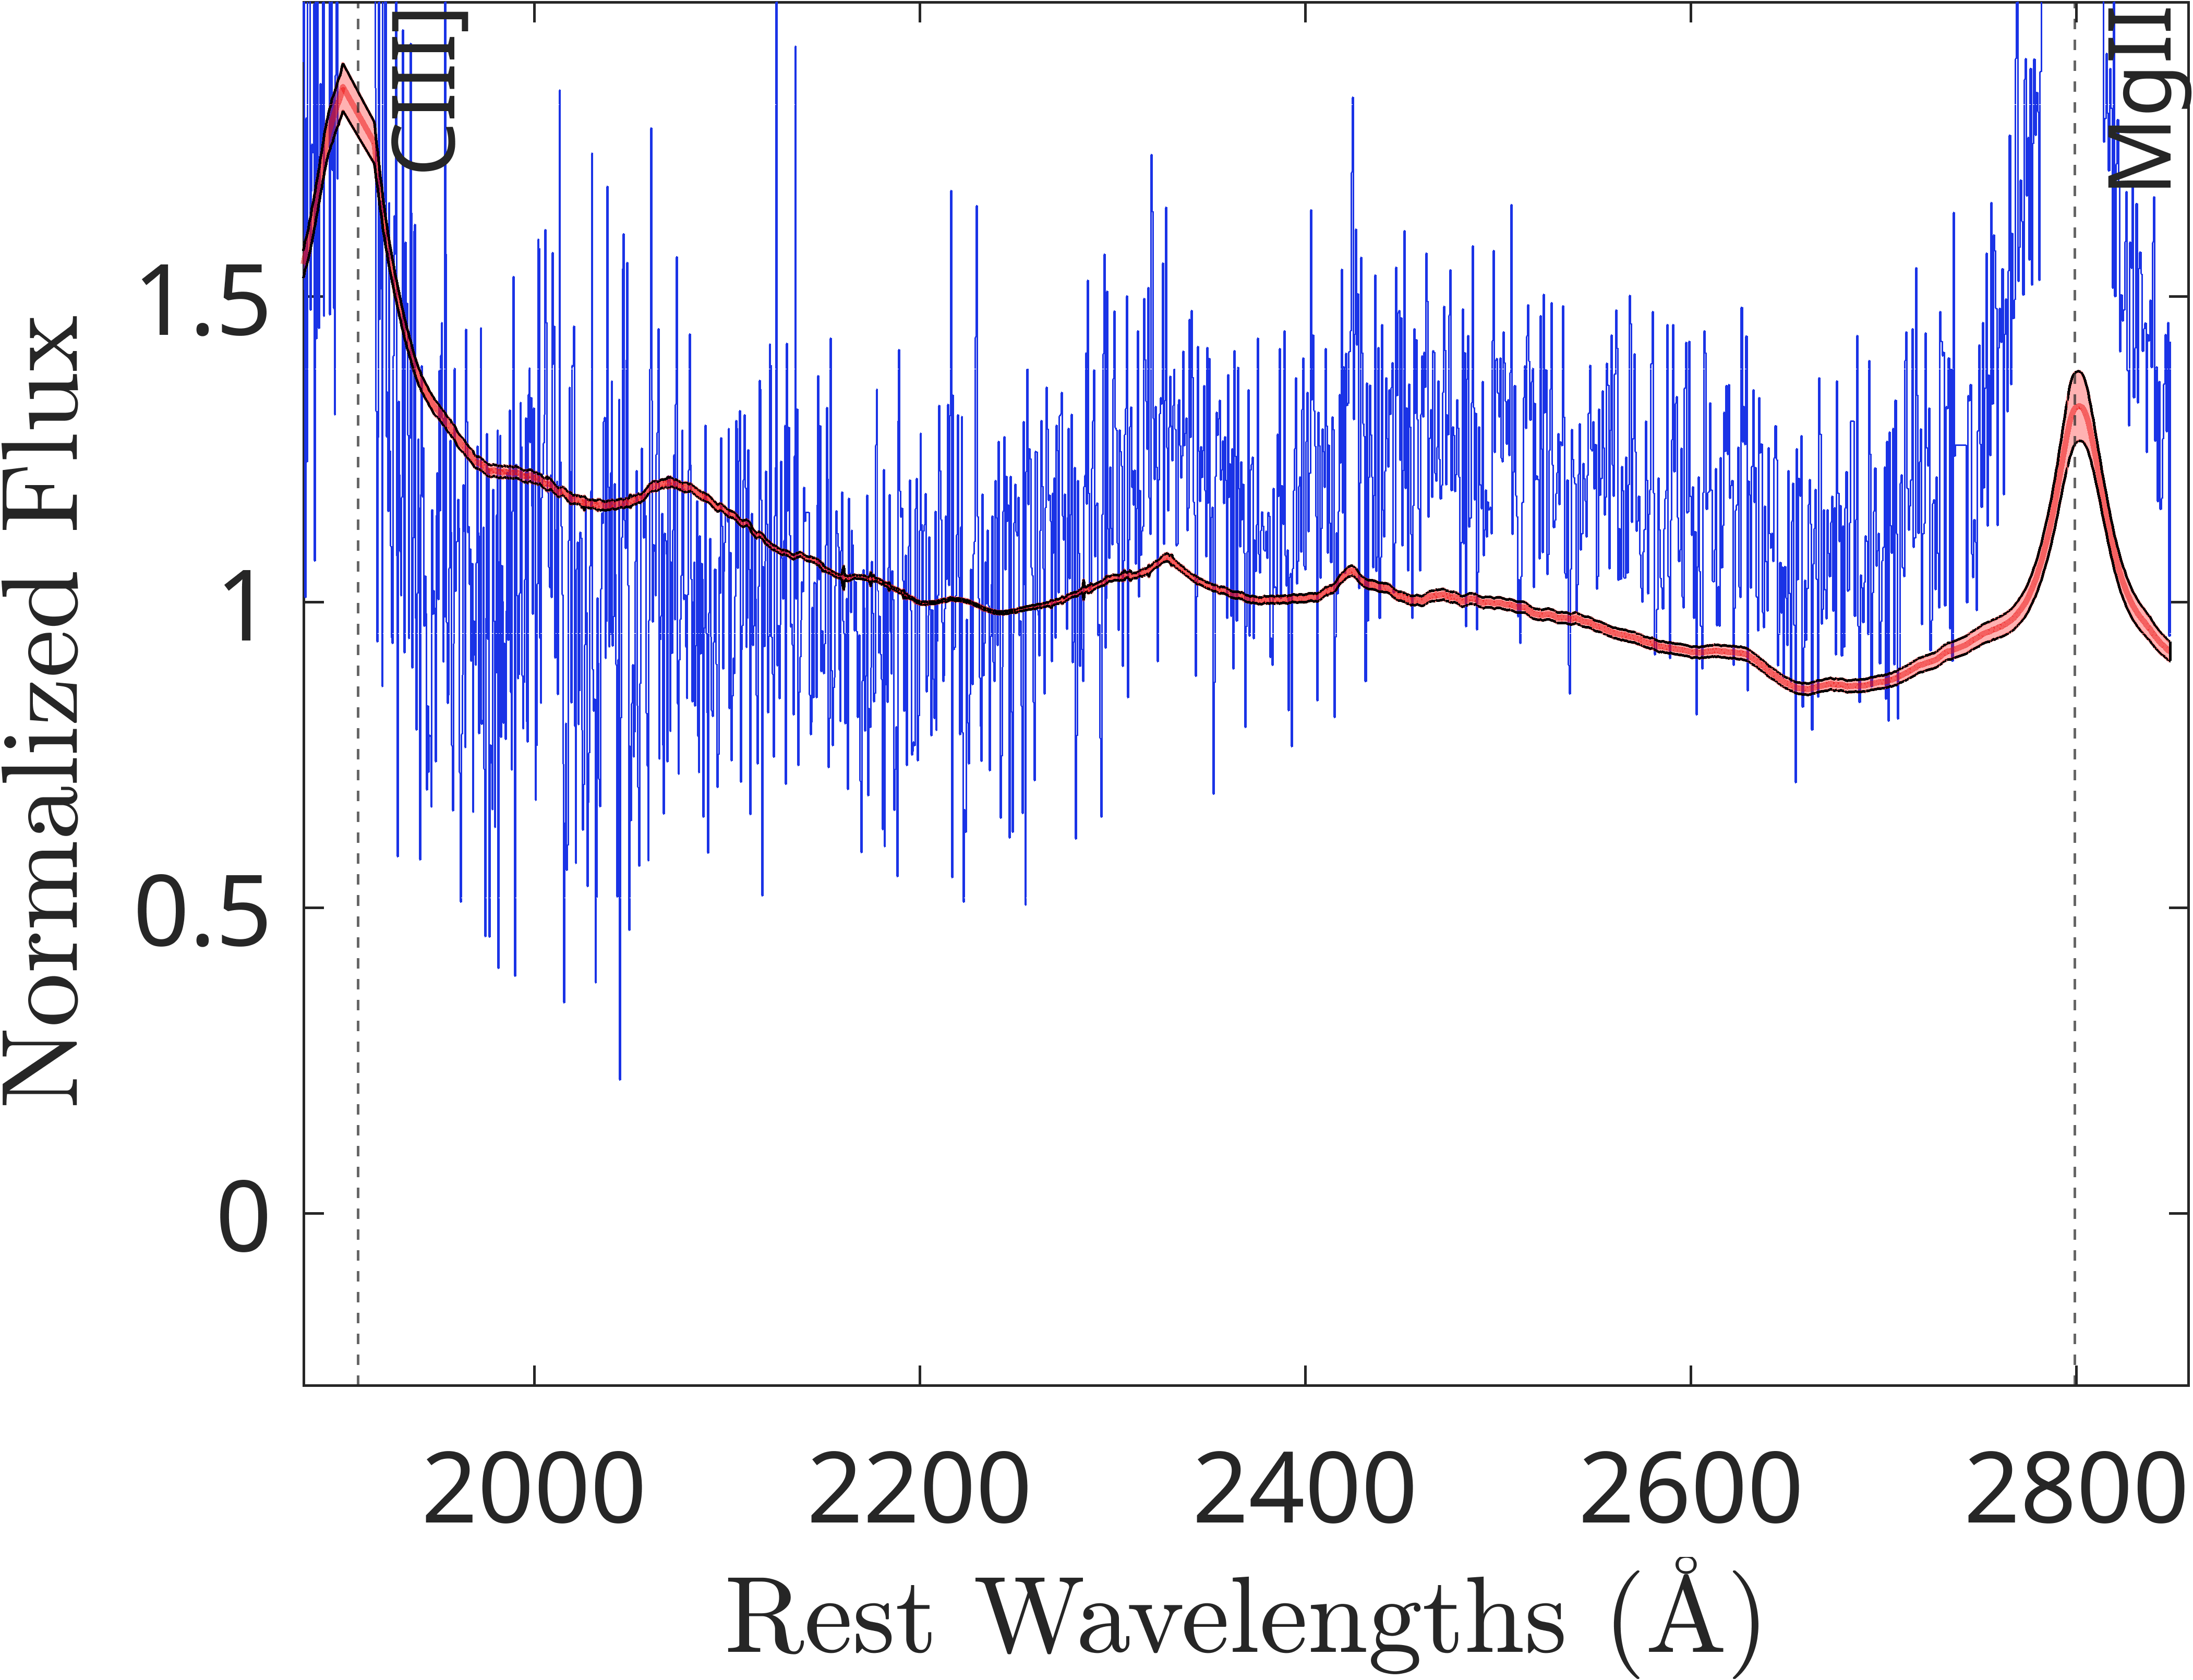 CIII]
MgII
1.5
1
0.5
0
Normalized Flux
2000 2200 2400 2600 2800
Rest Wavelengths (Å)